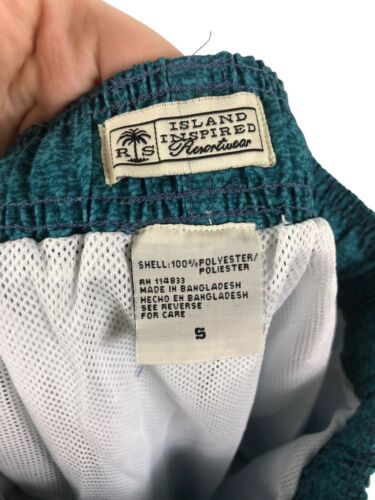 RS
ISLAND
INSPIRED
Resortwear
SHELL: 100% POLYESTER/
POLIESTER
RN 114833
MADE IN BANGLADESH
HECHO EN BANGLADESH
SEE REVERSE
FOR CARE
S